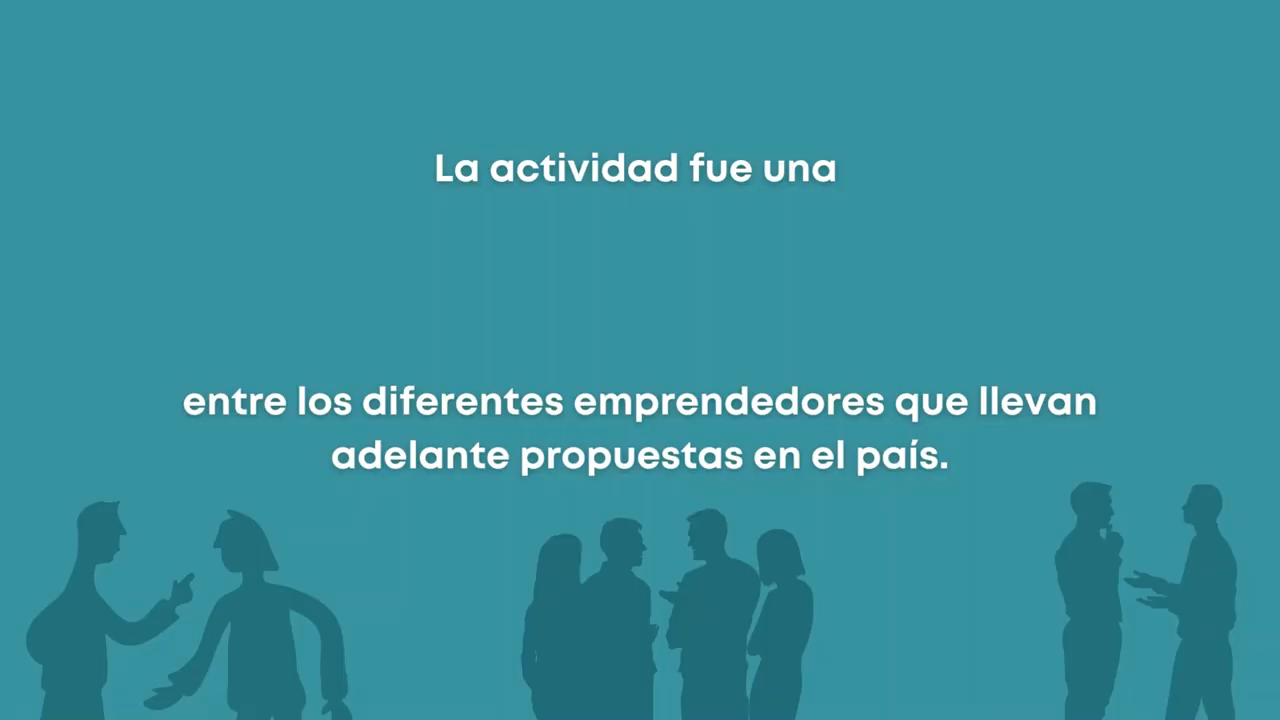 La actividad fue una
entre los diferentes emprendedores que llevan
adelante propuestas en el país.